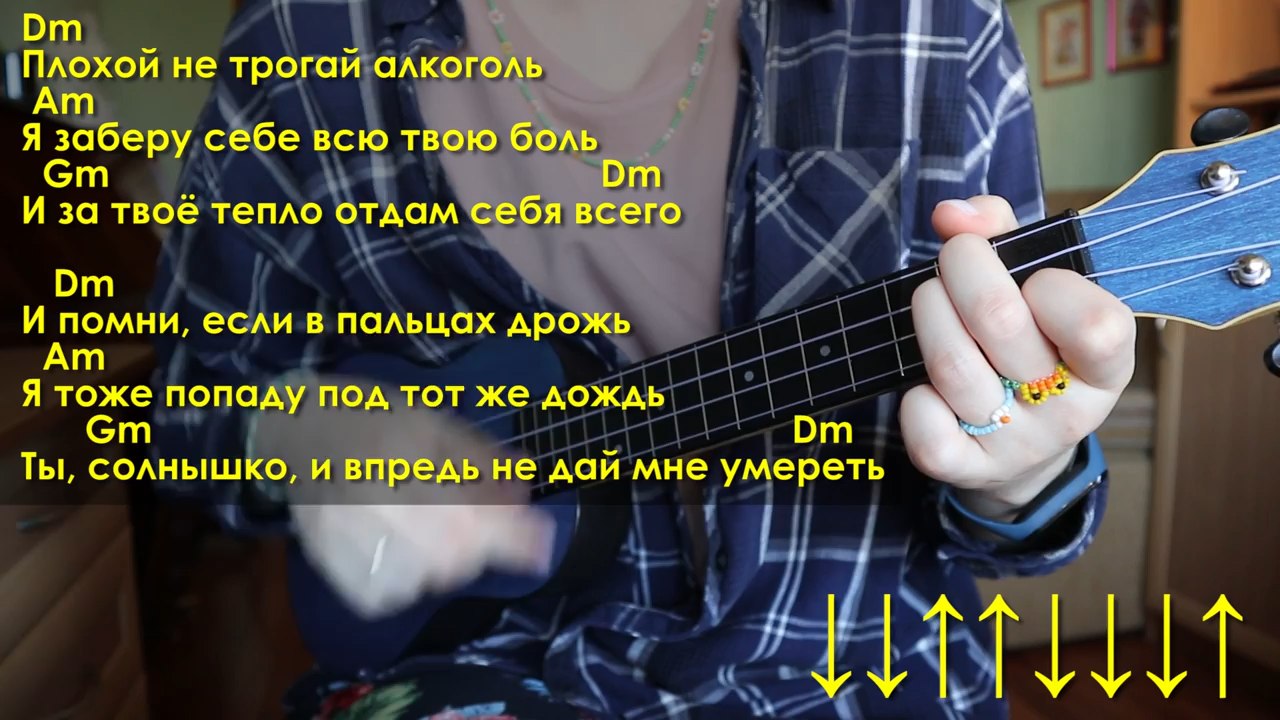 Dm
Плохой не трогай алкоголь
Am
Я заберу себе всю твою боль
Gm Dm
И за твоё тепло отдам себя всего
Dm
И помни, если в пальцах дрожь
Am
Я тоже попаду под тот же дождь
Gm Dm
Ты, солнышко, и впредь не дай мне умереть
↓↓↑↑↓↓↓↑